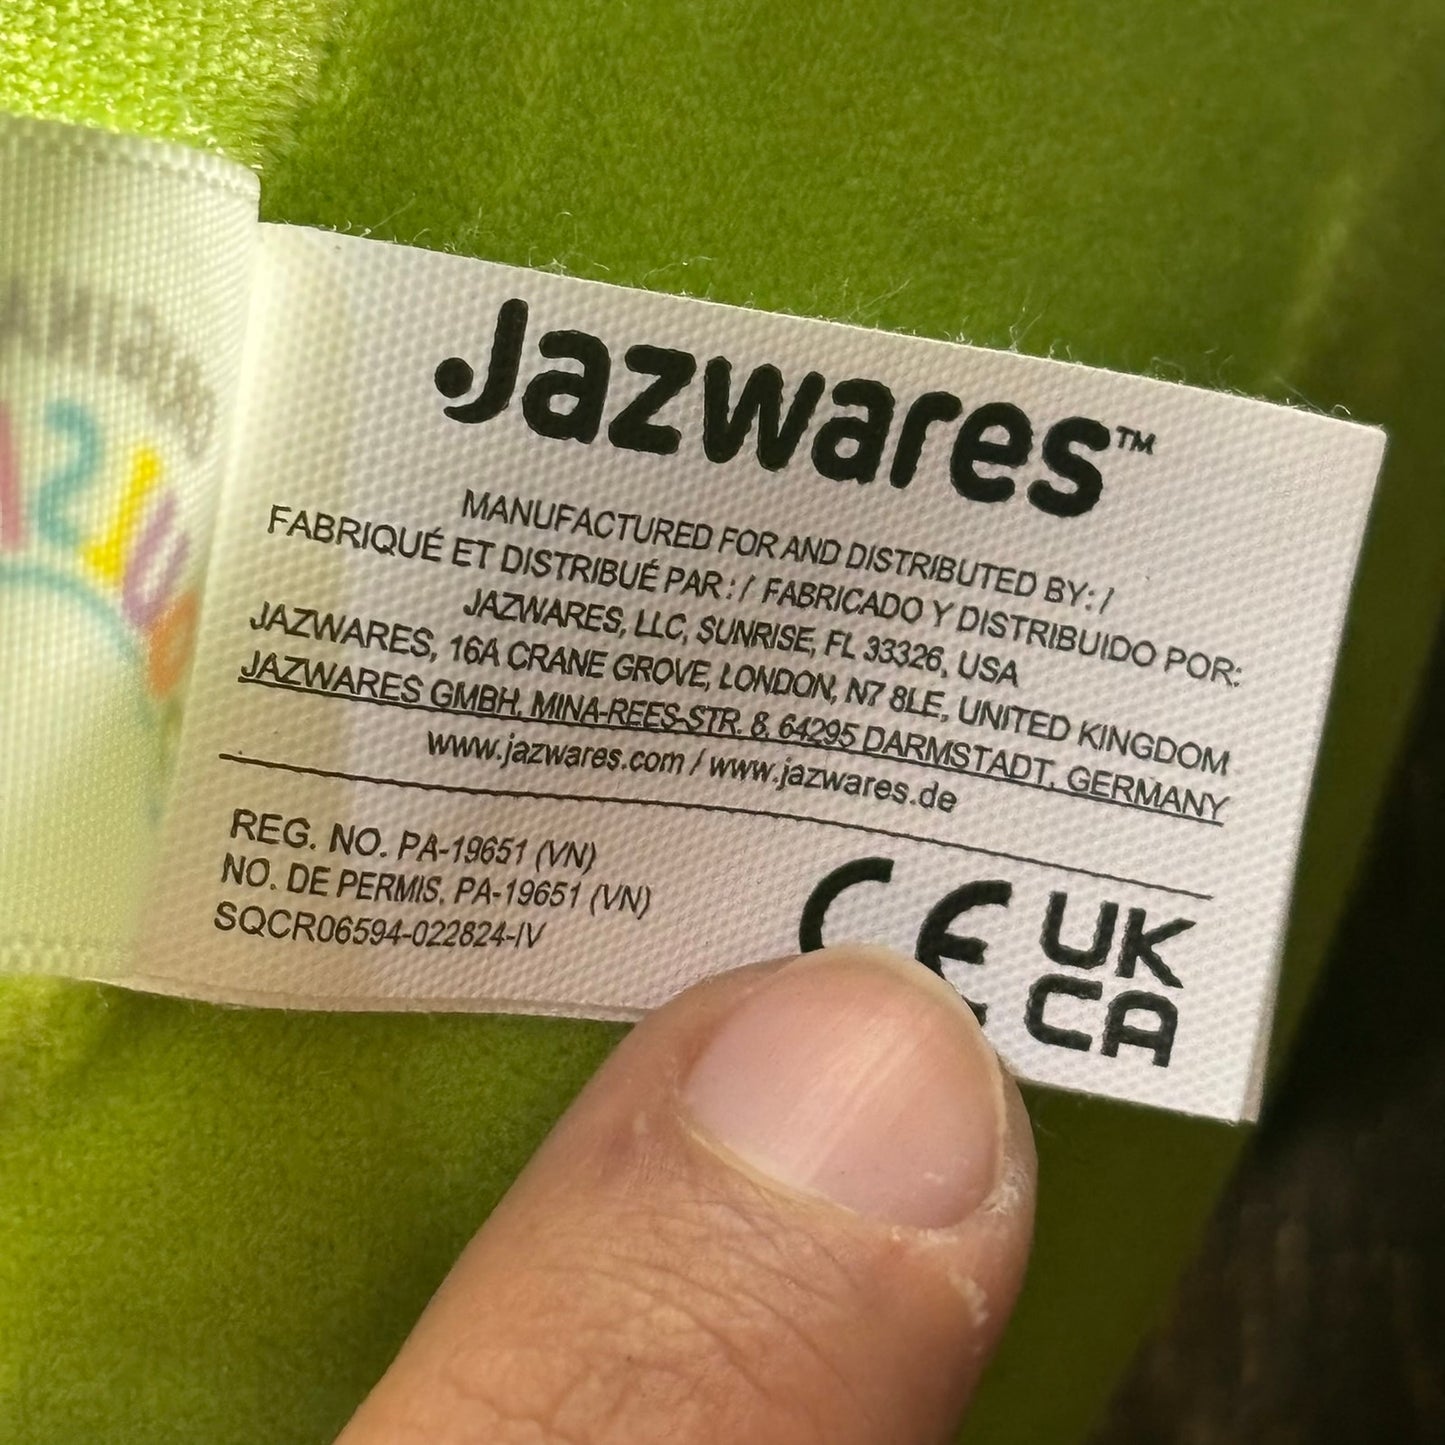 Jazwares™
MANUFACTURED FOR AND DISTRIBUTED BY: /
FABRIQUÉ ET DISTRIBUÉ PAR : / FABRICADO Y DISTRIBUIDO POR:
JAZWARES, LLC, SUNRISE, FL 33326, USA
JAZWARES, 16A CRANE GROVE, LONDON, N7 8LE, UNITED KINGDOM
JAZWARES GMBH, MINA-REES-STR. 8, 64295 DARMSTADT, GERMANY
www.jazwares.com / www.jazwares.de
REG. NO. PA-19651 (VN)
NO. DE PERMIS. PA-19651 (VN)
SQCR06594-022824-IV
CE
UK
CA